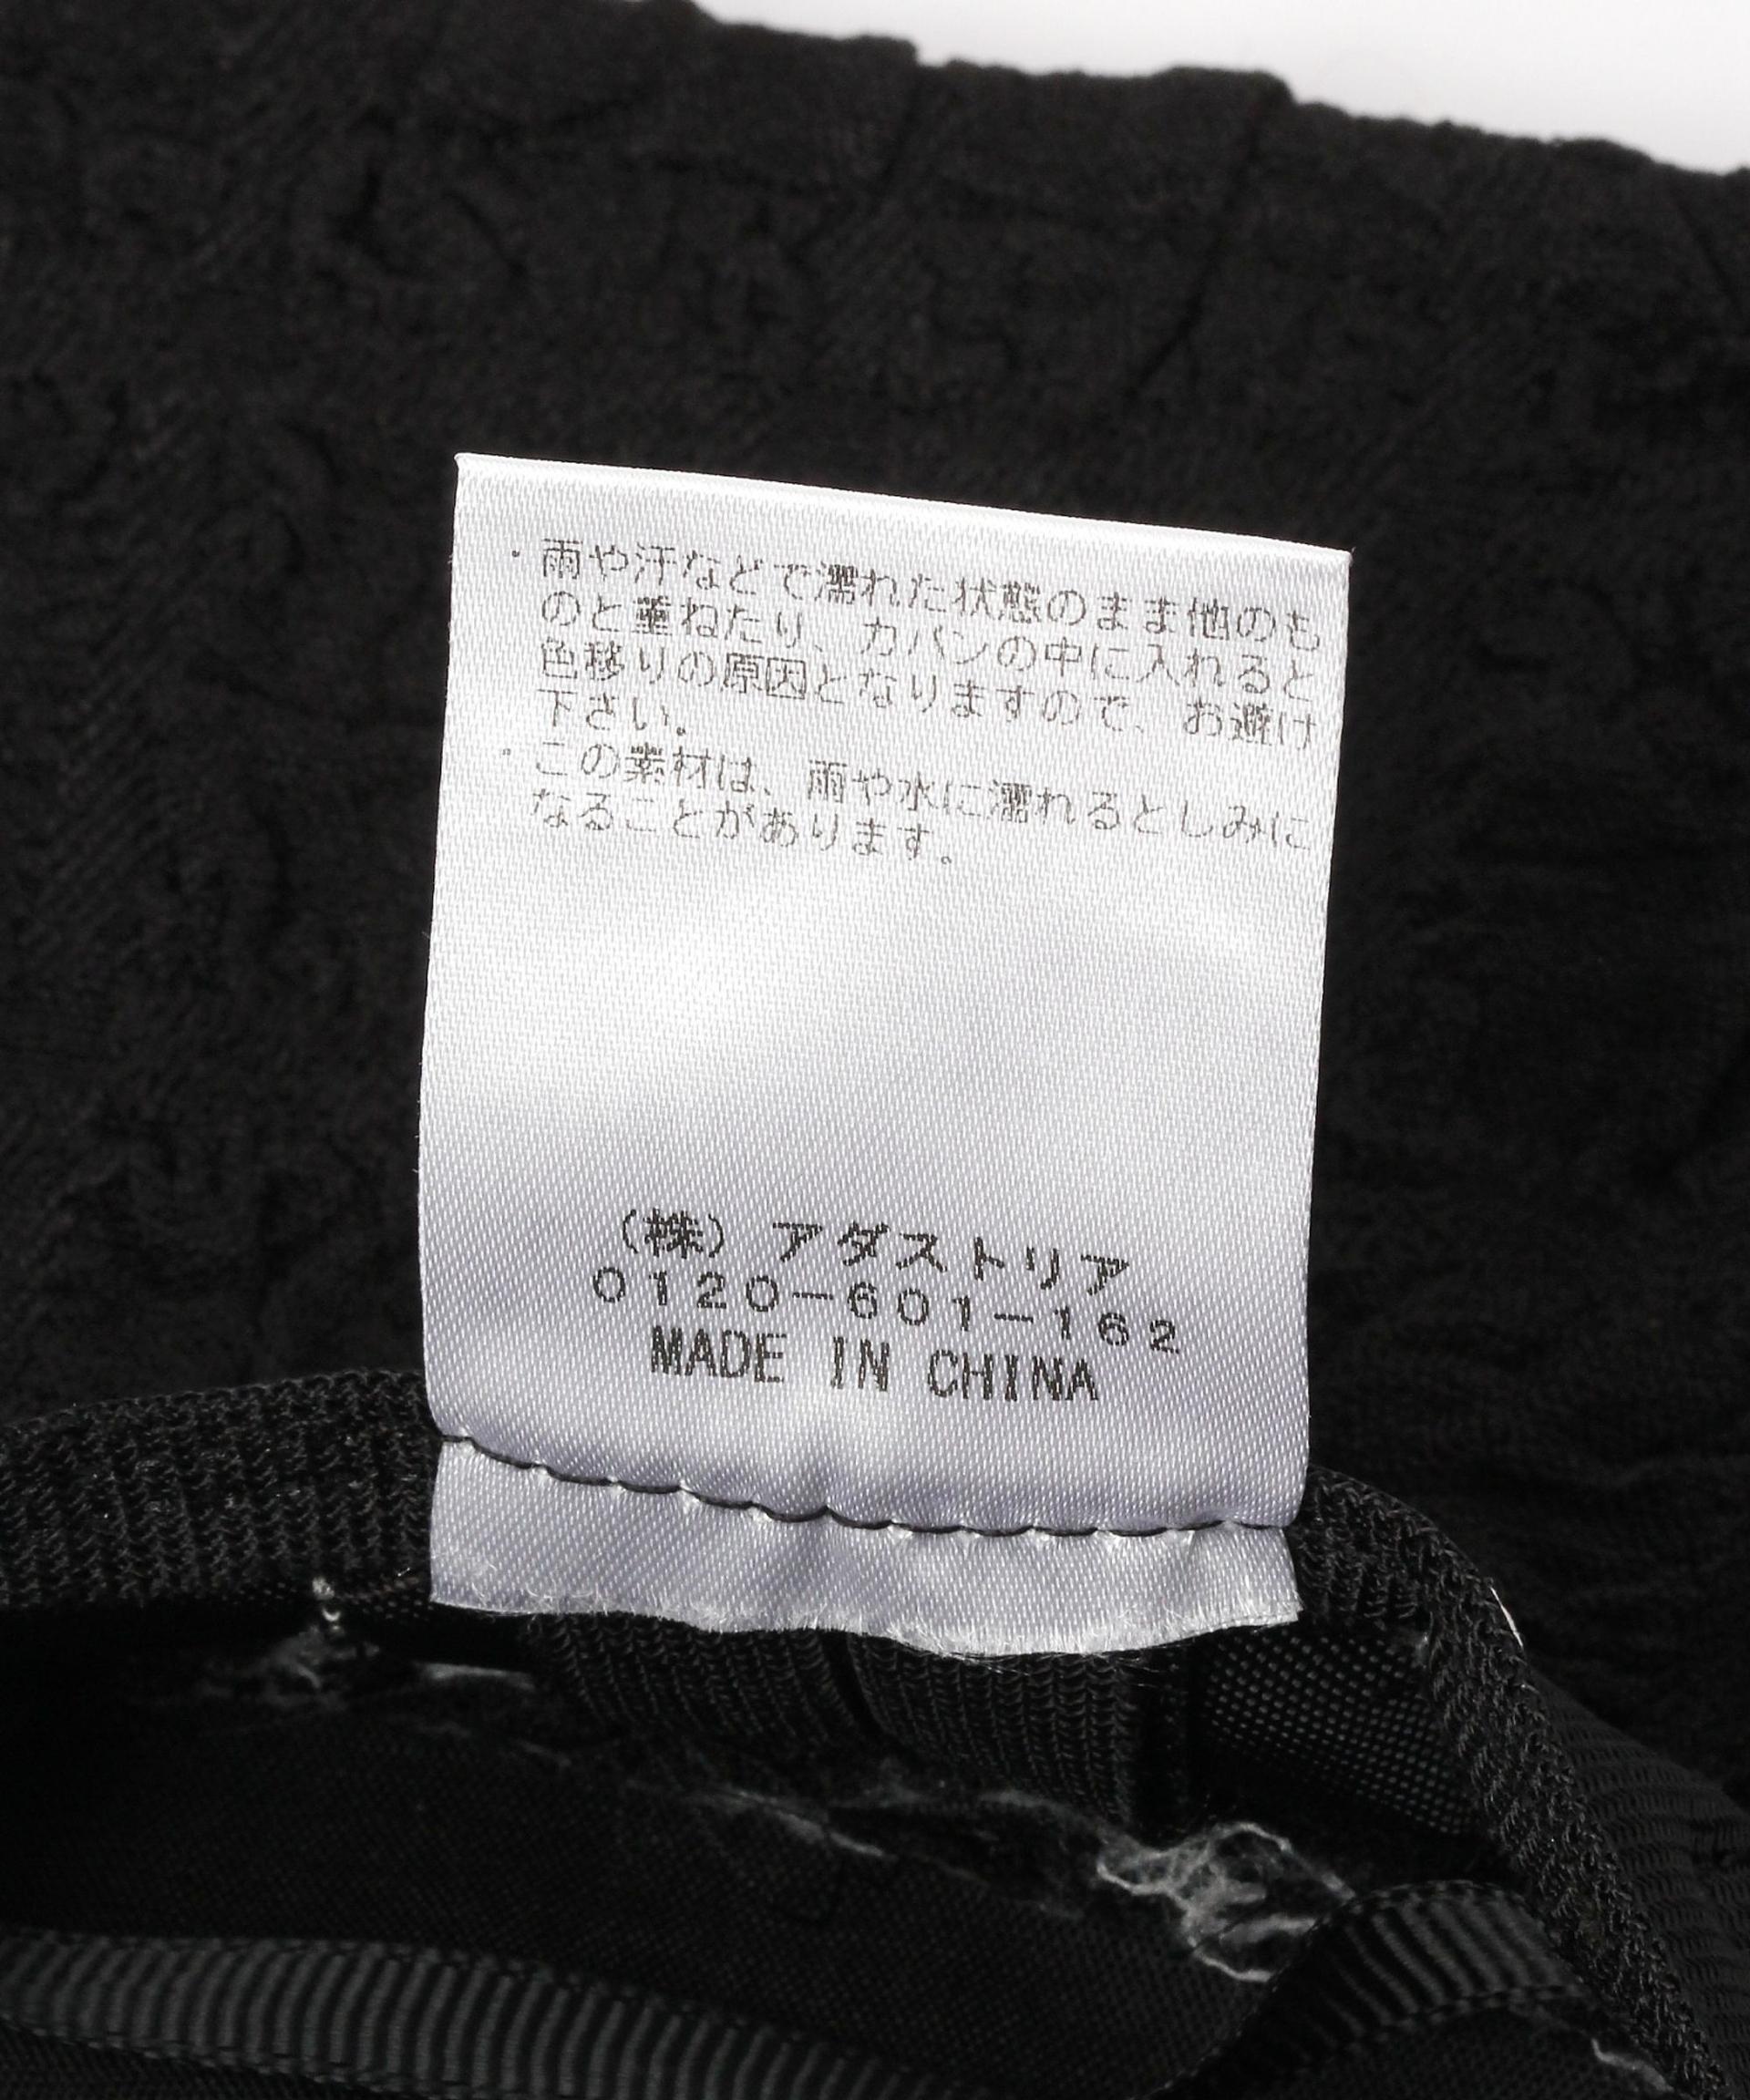 ・雨や汗などで濡れた状態のまま他のも
のと重ねたり、カバンの中に入れると
色移りの原因となりますので、お避け
下さい。
・この素材は、雨や水に濡れるとしみに
なることがあります。
（株）アダストリア
０１２０－６０１－１６２
MADE IN CHINA